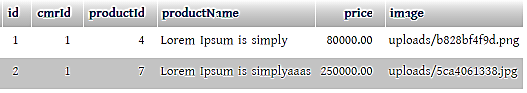 id cmrId productId productName price image
1 1 4 Lorem Ipsum is simply 80000.00 uploads/b828bf4f9d.png
2 1 7 Lorem Ipsum is simplyaaas 250000.00 uploads/5ca4061338.jpg